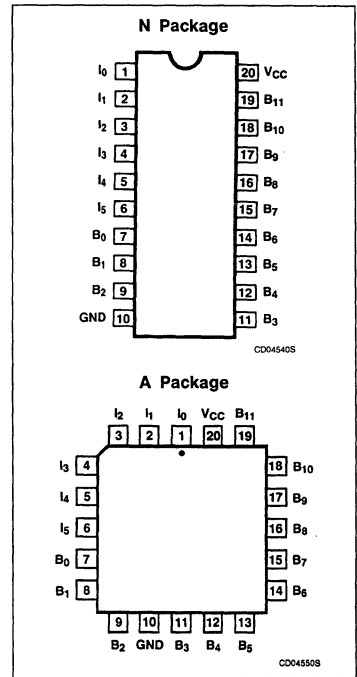 N Package
I0 1 20 VCC
I1 2 19 B11
I2 3 18 B10
I3 4 17 B9
I4 5 16 B8
I5 6 15 B7
B0 7 14 B6
B1 8 13 B5
B2 9 12 B4
GND 10 11 B3
CD04540S
A Package
I2 I1 I0 VCC B11
3 2 1 20 19
I3 4 18 B10
I4 5 17 B9
I5 6 16 B8
B0 7 15 B7
B1 8 14 B6
9 10 11 12 13
B2 GND B3 B4 B5
CD04550S